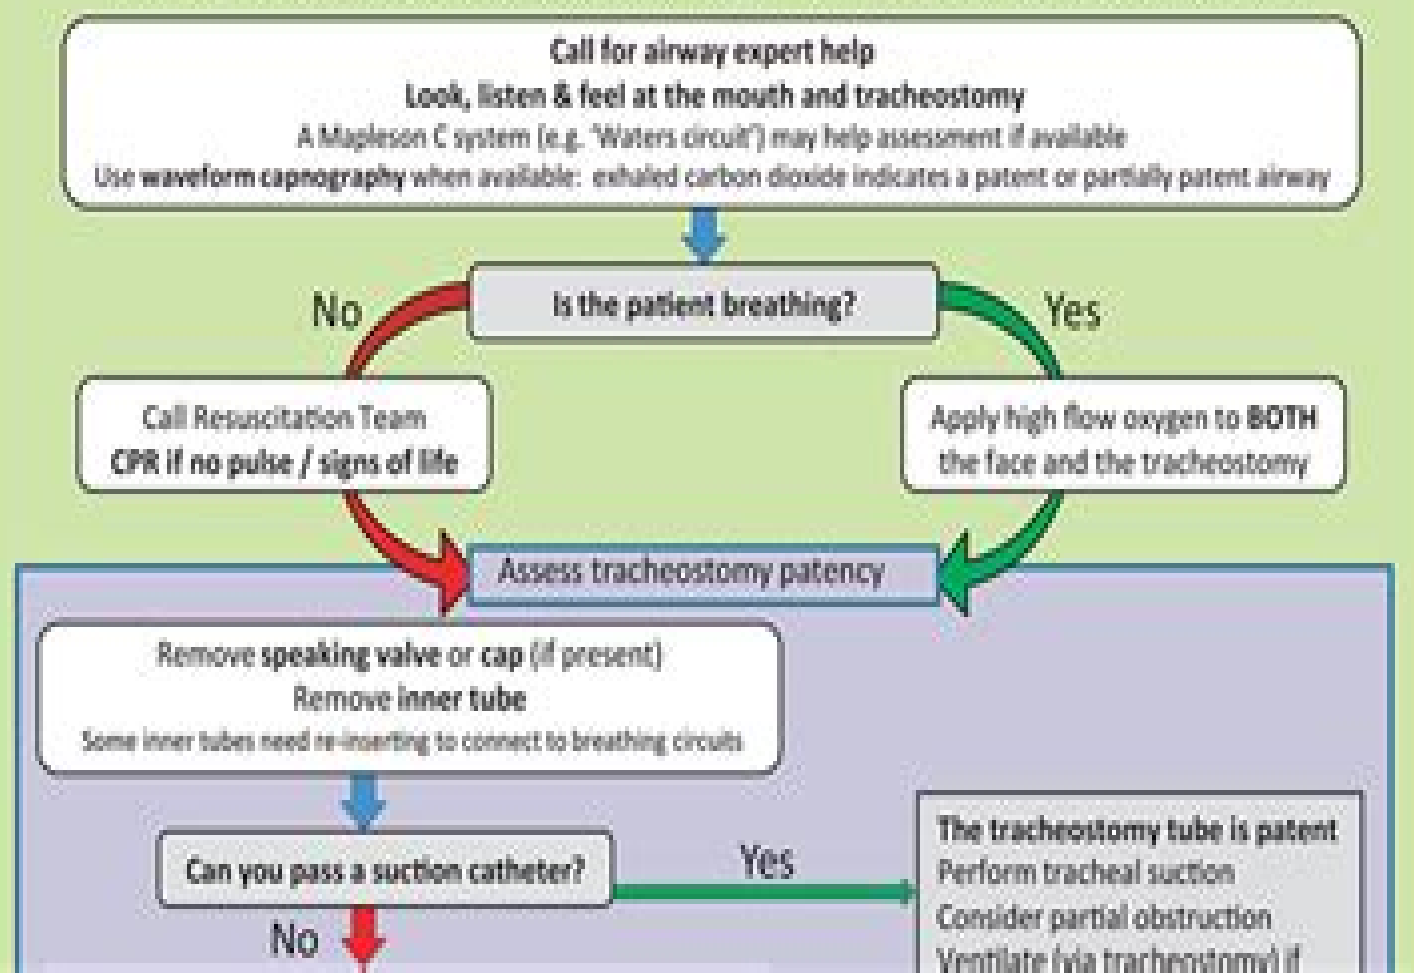 Call for airway expert help
Look, listen & feel at the mouth and tracheostomy
A Mapleson C system (e.g. 'Waters circuit') may help assessment if available
Use waveform capnography when available: exhaled carbon dioxide indicates a patent or partially patent airway
Is the patient breathing?
No
Yes
Call Resuscitation Team
CPR if no pulse / signs of life
Apply high flow oxygen to BOTH
the face and the tracheostomy
Assess tracheostomy patency
Remove speaking valve or cap (if present)
Remove inner tube
Some inner tubes need re-inserting to connect to breathing circuits
Can you pass a suction catheter?
Yes
No
The tracheostomy tube is patent
Perform tracheal suction
Consider partial obstruction
Ventilate (via tracheostomy) if